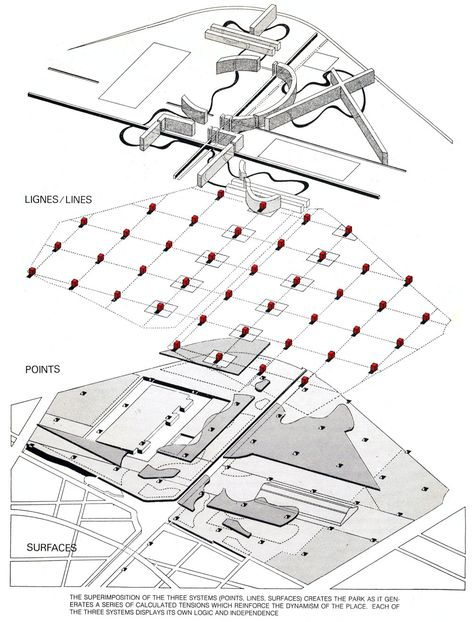 LIGNES/LINES
POINTS
SURFACES
THE SUPERIMPOSITION OF THE THREE SYSTEMS (POINTS, LINES, SURFACES) CREATES THE PARK AS IT GEN-
ERATES A SERIES OF CALCULATED TENSIONS WHICH REINFORCE THE DYNAMISM OF THE PLACE. EACH OF
THE THREE SYSTEMS DISPLAYS ITS OWN LOGIC AND INDEPENDENCE